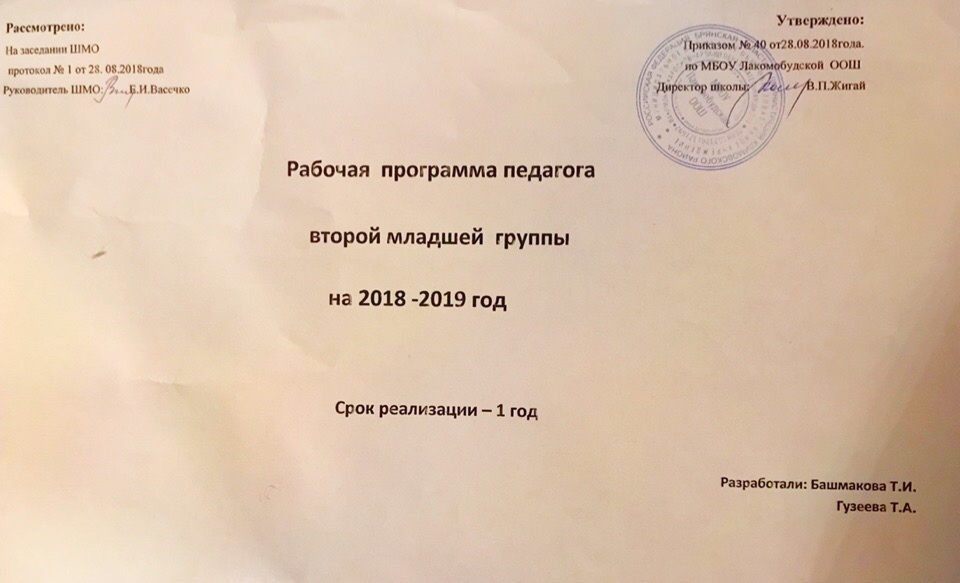 Рассмотрено:
На заседании ШМО
протокол № 1 от 28. 08.2018года
Руководитель ШМО: Е.И.Васечко
Утверждено:
Приказом № 40 от28.08.2018года.
по МБОУ Лакомобудской ООШ
Директор школы: В.П.Жигай
Рабочая программа педагога
второй младшей группы
на 2018 -2019 год
Срок реализации – 1 год
Разработали: Башмакова Т.И.
Гузеева Т.А.